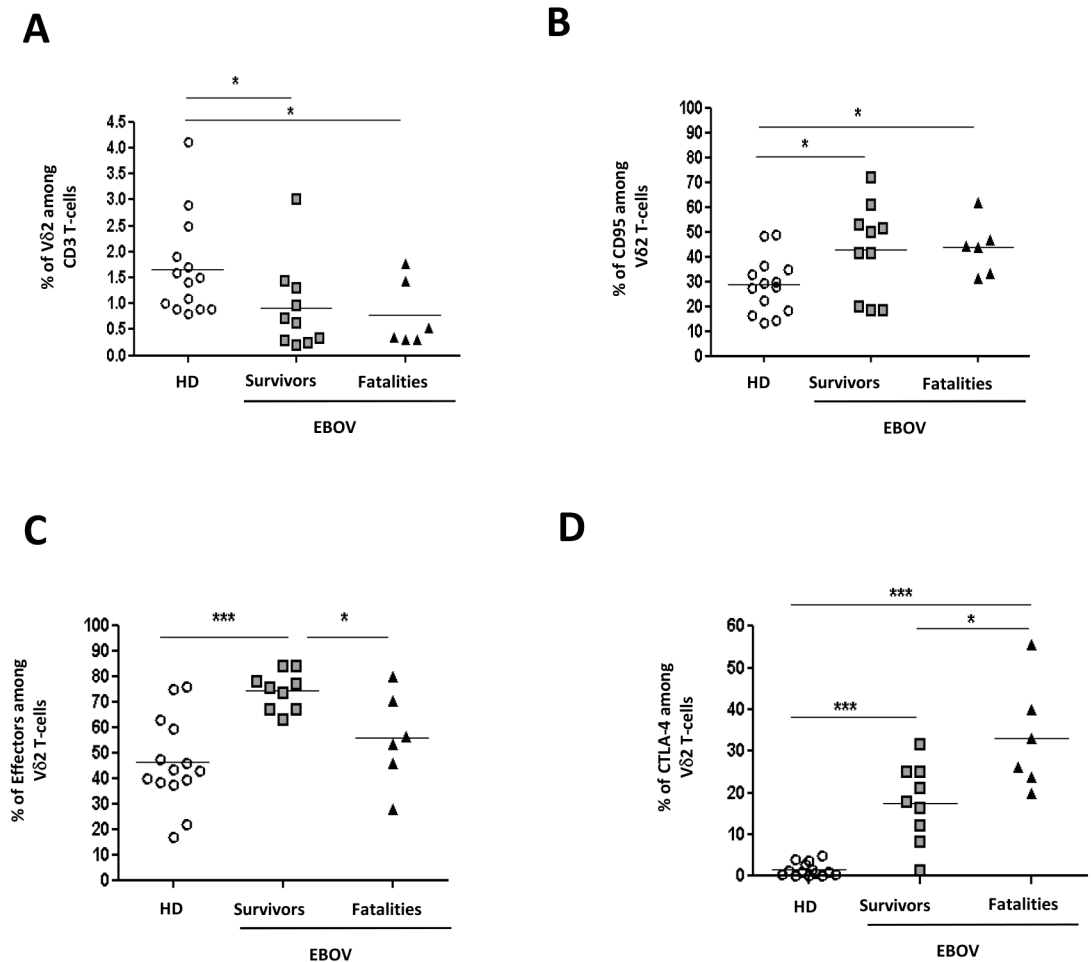 A
*
*
4.5
4.0
3.5
3.0
2.5
2.0
1.5
1.0
0.5
0.0
% of Vδ2 among
CD3 T-cells
HD
Survivors
Fatalities
EBOV
B
*
*
100
90
80
70
60
50
40
30
20
10
0
% of CD95 among
Vδ2 T-cells
HD
Survivors
Fatalities
EBOV
C
***
*
100
90
80
70
60
50
40
30
20
10
0
% of Effectors among
Vδ2 T-cells
HD
Survivors
Fatalities
EBOV
D
***
*
***
60
50
40
30
20
10
0
% of CTLA-4 among
Vδ2 T-cells
HD
Survivors
Fatalities
EBOV